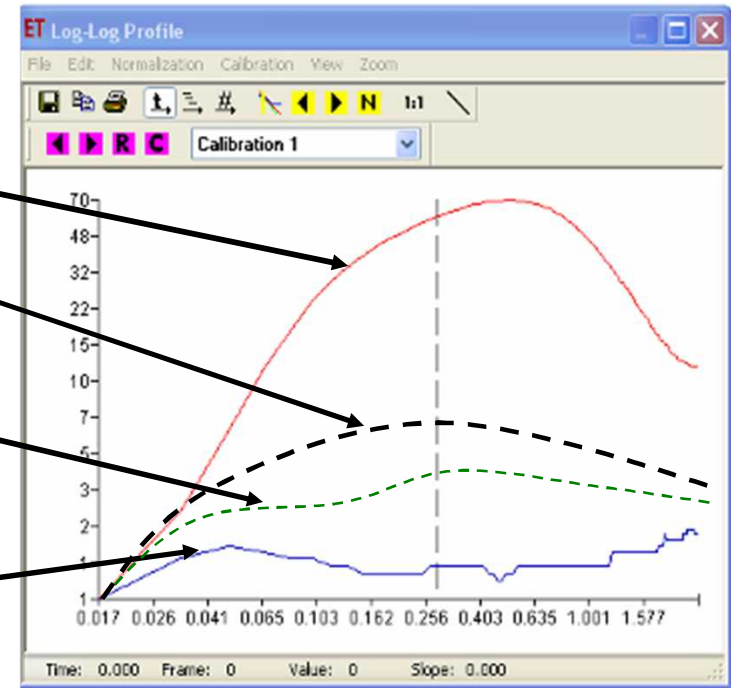 ET Log-Log Profile
File Edit Normalization Calibration View Zoom
N 1:1
R C Calibration 1
70
48
32
22
15
10
7
5
3
2
1
1
0.017 0.026 0.041 0.065 0.103 0.162 0.256 0.403 0.635 1.001 1.577
Time: 0.000 Frame: 0 Value: 0 Slope: 0.000